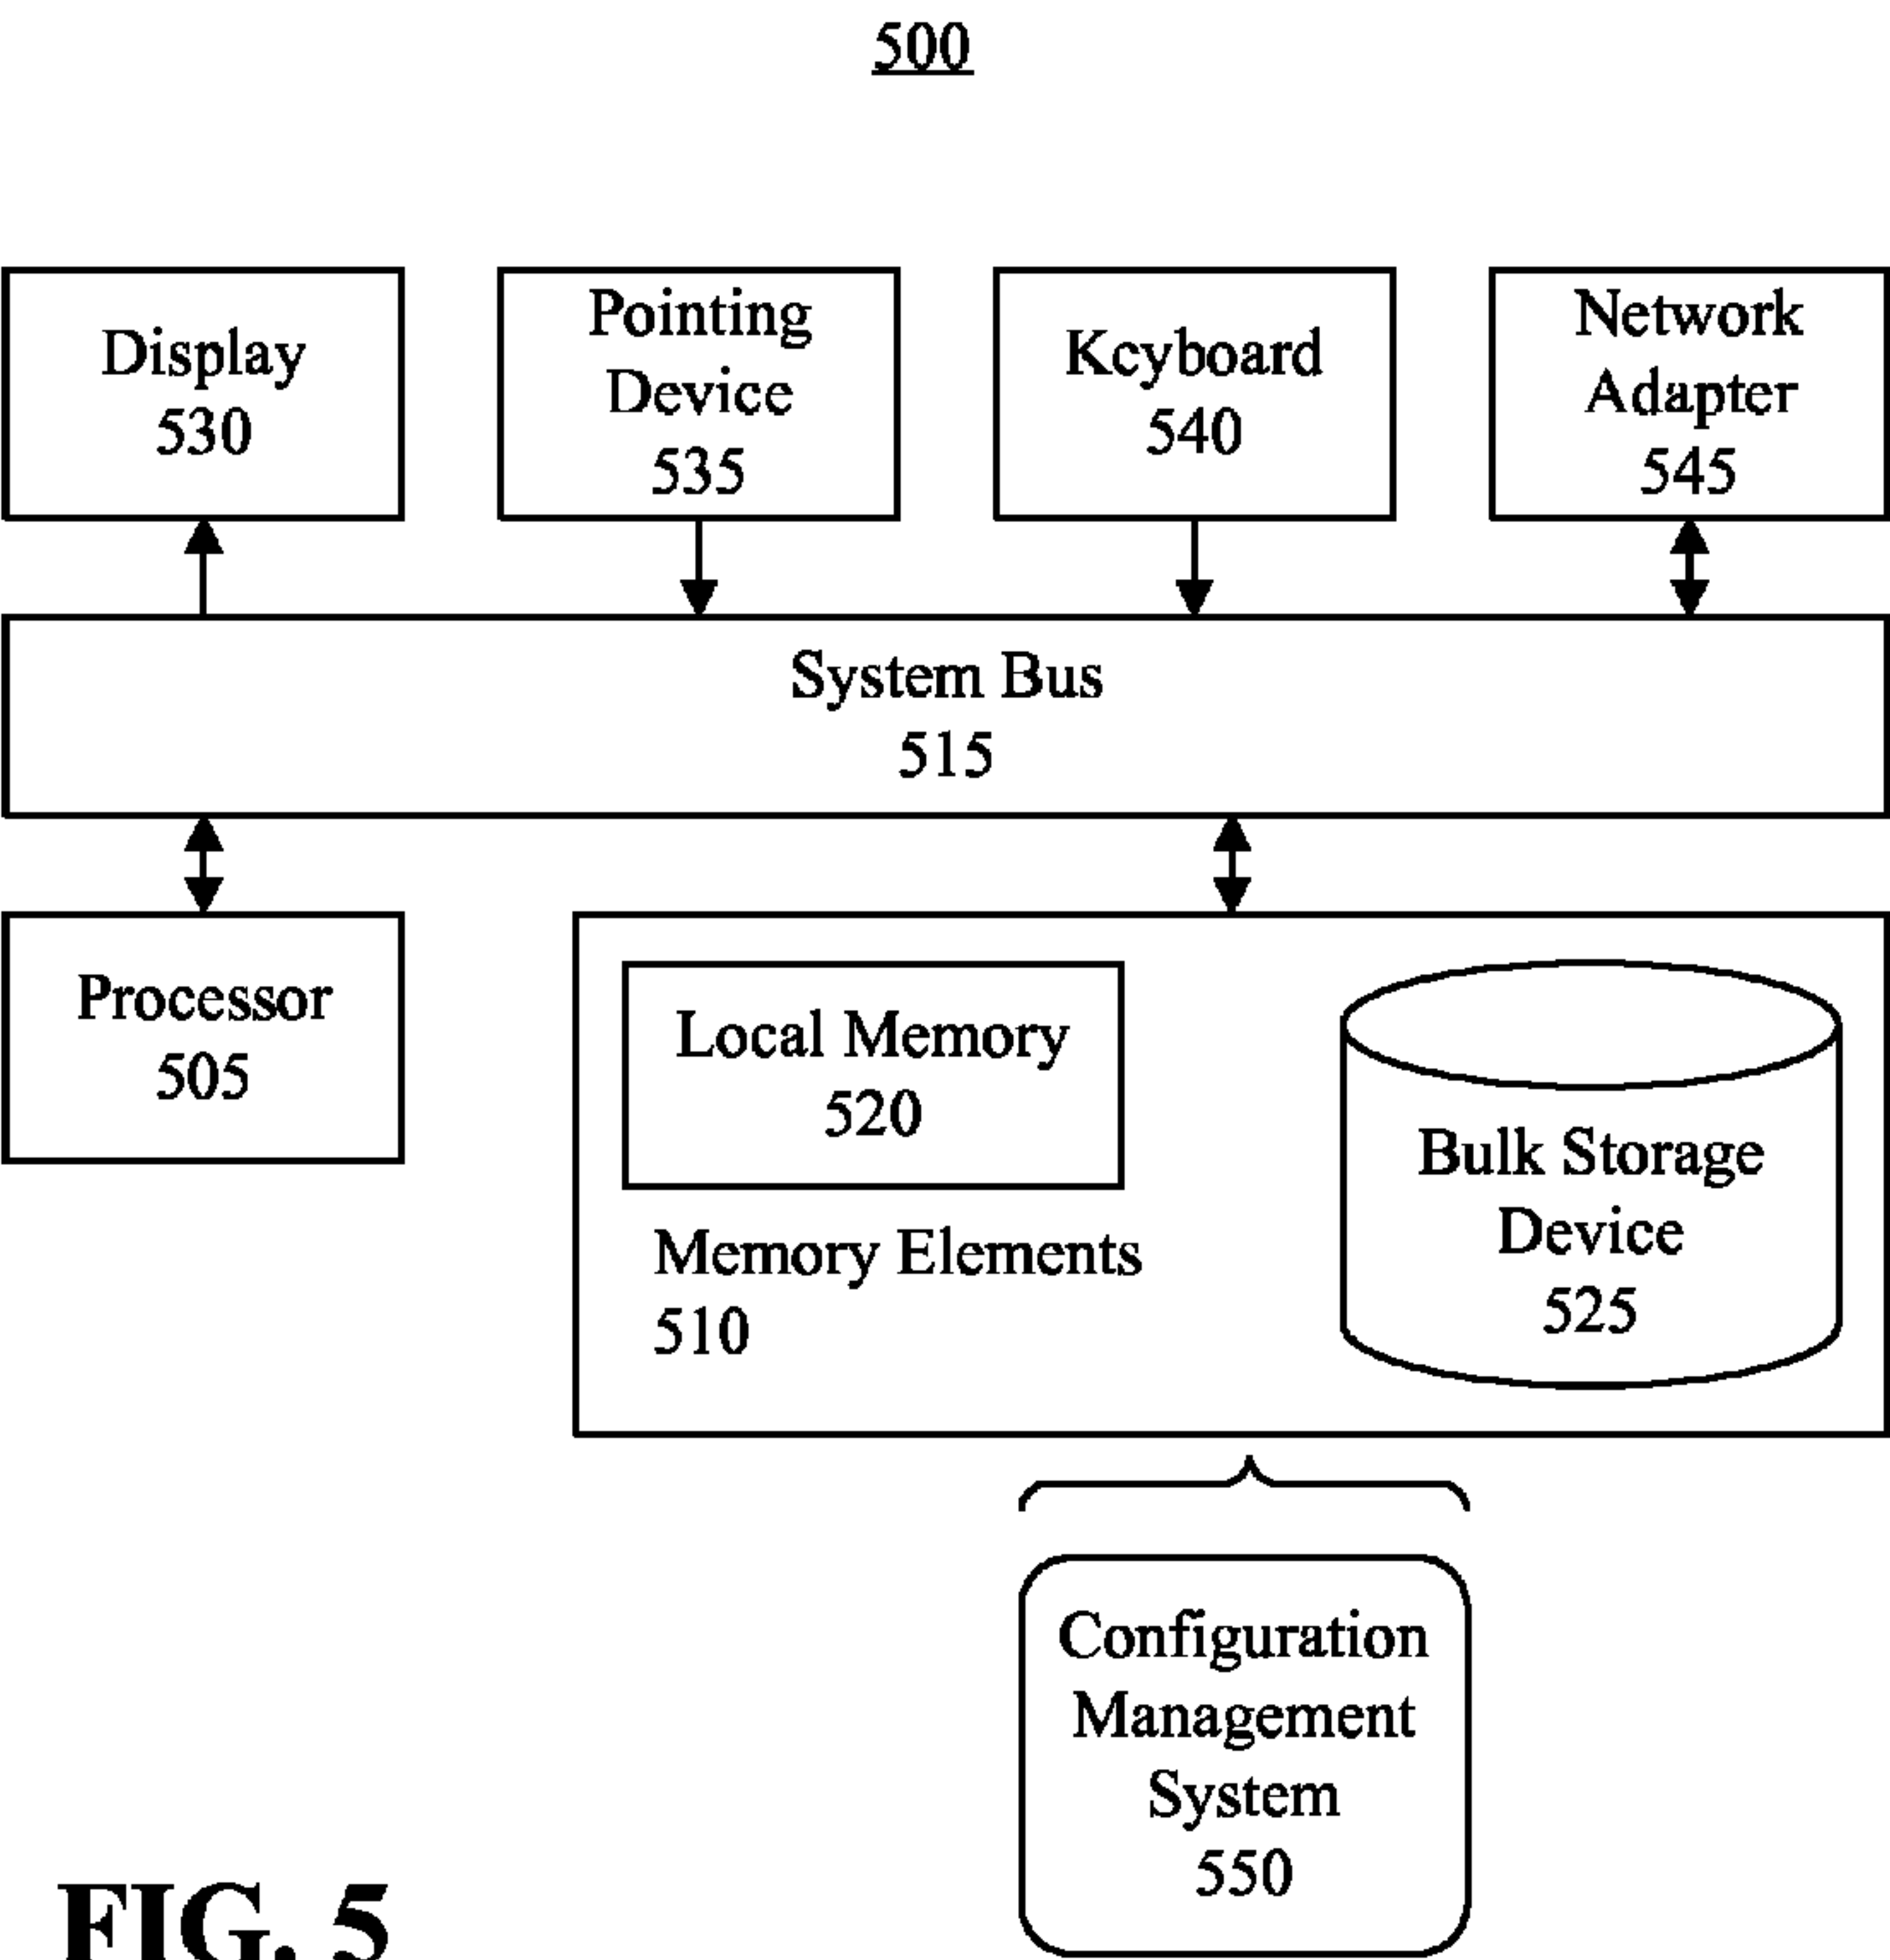 500
Display
530
Pointing
Device
535
Keyboard
540
Network
Adapter
545
System Bus
515
Processor
505
Local Memory
520
Memory Elements
510
Bulk Storage
Device
525
Configuration
Management
System
550
FIG. 5